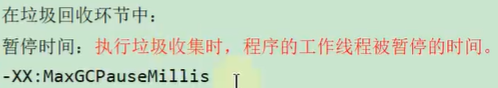 在垃圾回收环节中：
暂停时间：执行垃圾收集时，程序的工作线程被暂停的时间。
-XX:MaxGCPauseMillis